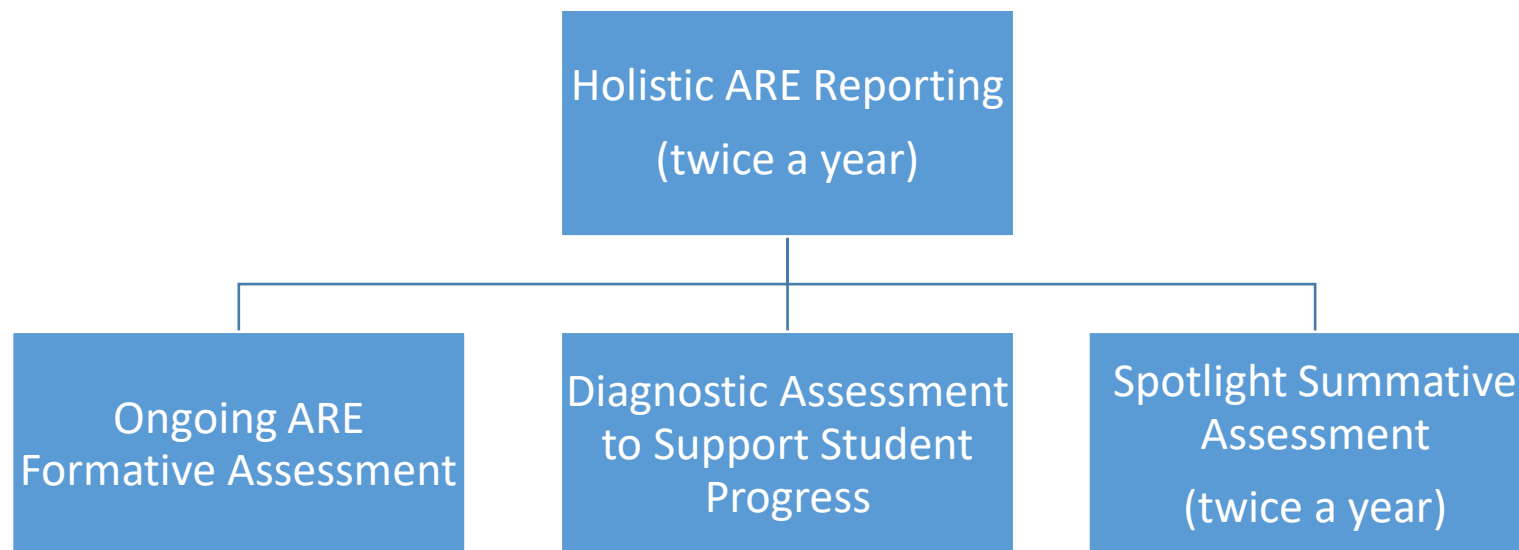 Holistic ARE Reporting
(twice a year)
Ongoing ARE
Formative Assessment
Diagnostic Assessment
to Support Student
Progress
Spotlight Summative
Assessment
(twice a year)